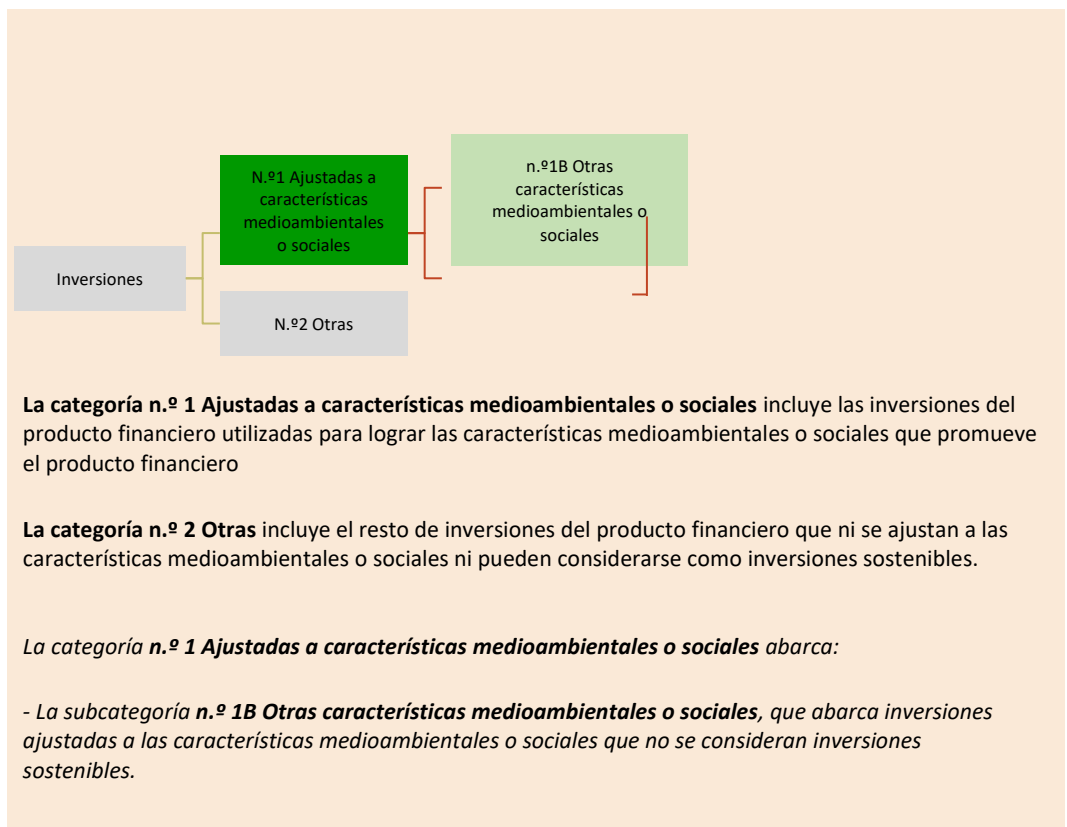 N.º1 Ajustadas a
características
medioambientales
o sociales
n.º1B Otras
características
medioambientales o
sociales
Inversiones
N.º2 Otras
La categoría n.º 1 Ajustadas a características medioambientales o sociales incluye las inversiones del
producto financiero utilizadas para lograr las características medioambientales o sociales que promueve
el producto financiero
La categoría n.º 2 Otras incluye el resto de inversiones del producto financiero que ni se ajustan a las
características medioambientales o sociales ni pueden considerarse como inversiones sostenibles.
La categoría n.º 1 Ajustadas a características medioambientales o sociales abarca:
- La subcategoría n.º 1B Otras características medioambientales o sociales, que abarca inversiones
ajustadas a las características medioambientales o sociales que no se consideran inversiones
sostenibles.